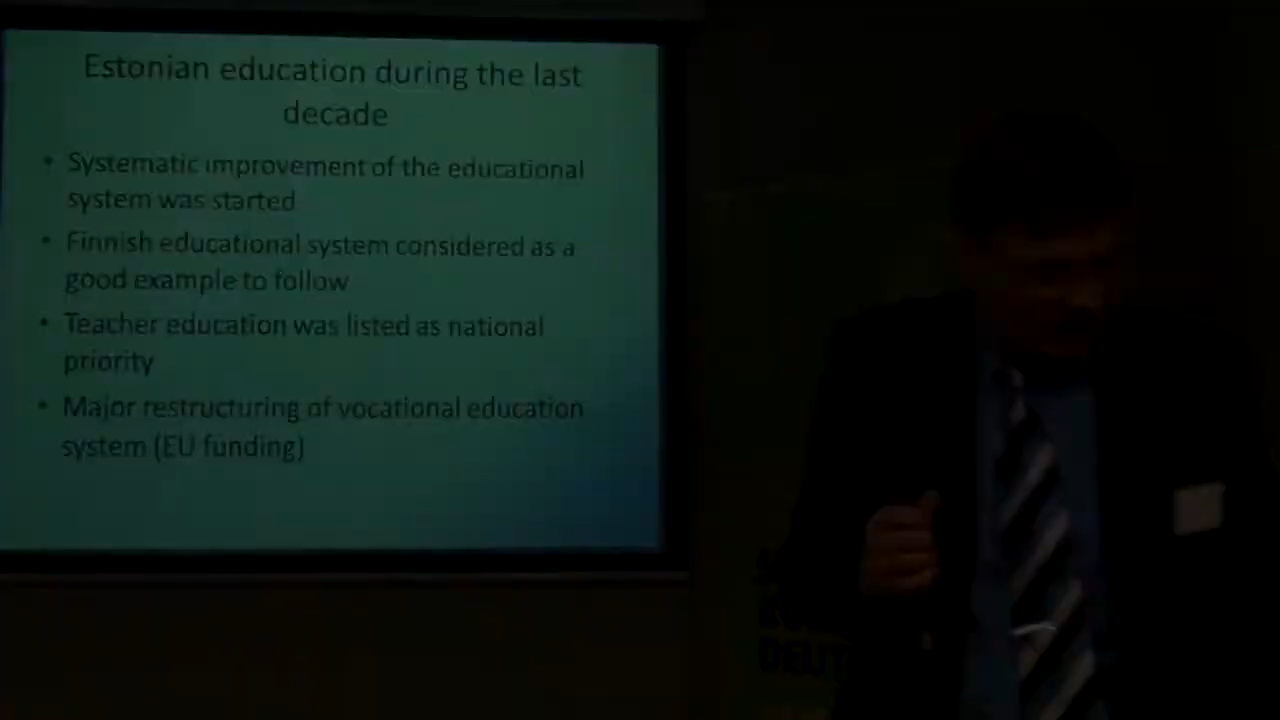 Estonian education during the last
decade
• Systematic improvement of the educational
system was started
• Finnish educational system considered as a
good example to follow
• Teacher education was listed as national
priority
• Major restructuring of vocational education
system (EU funding)
DEUT